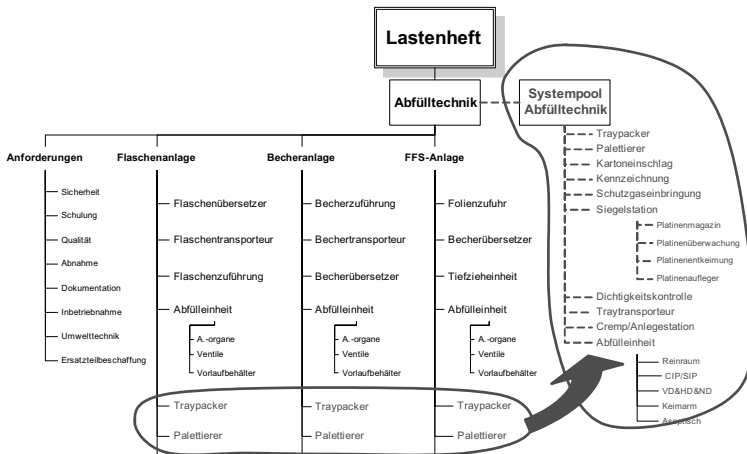 Lastenheft
Abfülltechnik
Systempool
Abfülltechnik
Anforderungen
Sicherheit
Schulung
Qualität
Abnahme
Dokumentation
Inbetriebnahme
Umwelttechnik
Ersatzteilbeschaffung
Flaschenanlage
Flaschenübersetzer
Flaschentransporteur
Flaschenzuführung
Abfülleinheit
A.-organe
Ventile
Vorlaufbehälter
Traypacker
Palettierer
Becheranlage
Becherzuführung
Bechertransporteur
Becherübersetzer
Abfülleinheit
A.-organe
Ventile
Vorlaufbehälter
Traypacker
Palettierer
FFS-Anlage
Folienzufuhr
Becherübersetzer
Tiefzieheinheit
Abfülleinheit
A.-organe
Ventile
Vorlaufbehälter
Traypacker
Palettierer
Traypacker
Palettierer
Kartoneinschlag
Kennzeichnung
Schutzgaseinbringung
Siegelstation
Platinenmagazin
Platinenüberwachung
Platinenentkeimung
Platinenaufleger
Dichtigkeitskontrolle
Traytransporteur
Cremp/Anlegestation
Abfülleinheit
Reinraum
CIP/SIP
VD&HD&ND
Keimarm
Aseptisch